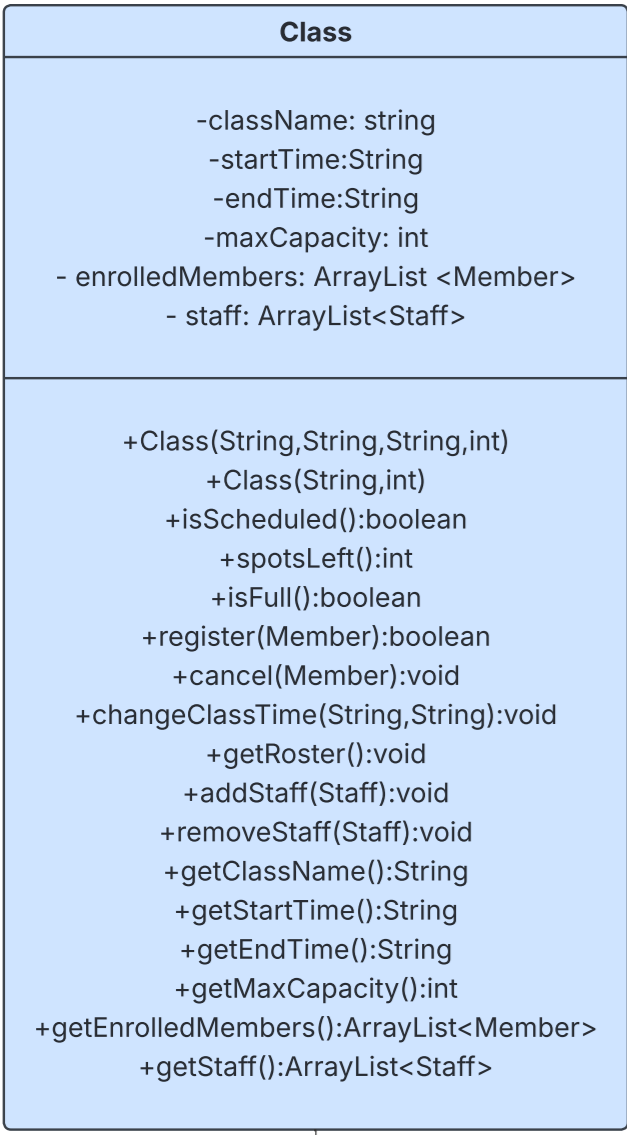 Class
-className: string
-startTime:String
-endTime:String
-maxCapacity: int
- enrolledMembers: ArrayList <Member>
- staff: ArrayList<Staff>
+Class(String,String,String,int)
+Class(String,int)
+isScheduled():boolean
+spotsLeft():int
+isFull():boolean
+register(Member):boolean
+cancel(Member):void
+changeClassTime(String,String):void
+getRoster():void
+addStaff(Staff):void
+removeStaff(Staff):void
+getClassName():String
+getStartTime():String
+getEndTime():String
+getMaxCapacity():int
+getEnrolledMembers():ArrayList<Member>
+getStaff():ArrayList<Staff>